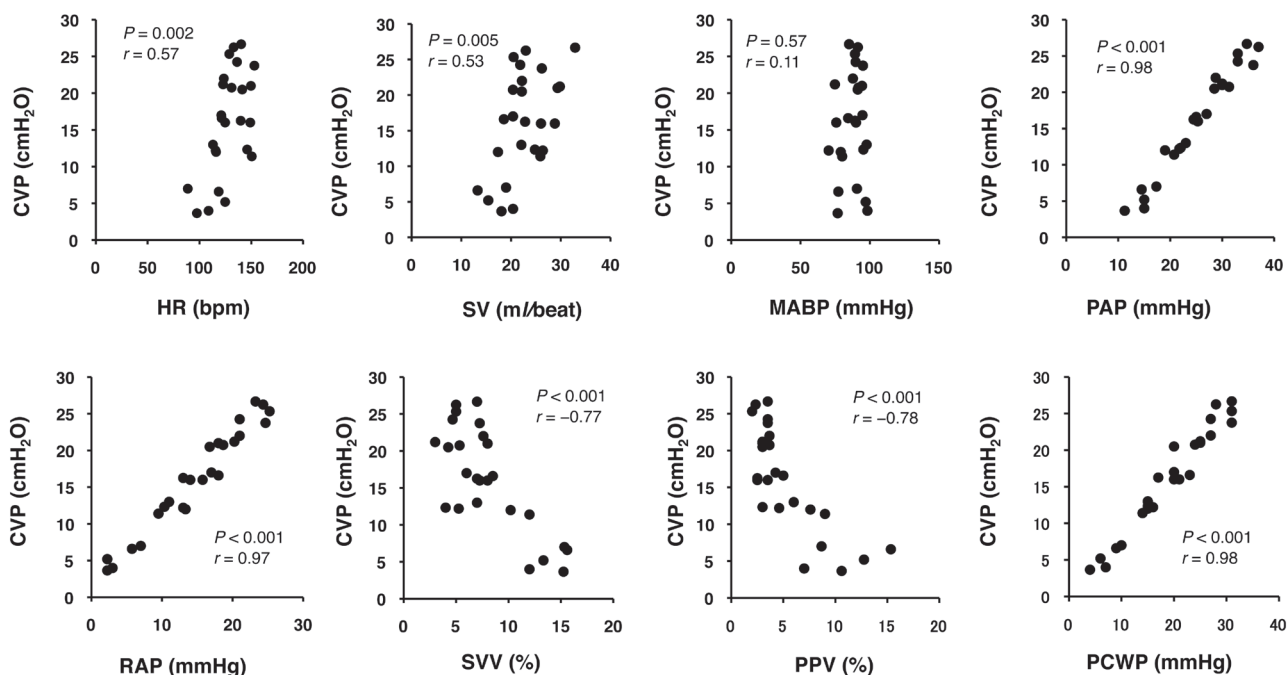 30
25
20
15
10
5
0
CVP (cmH₂O)
P = 0.002
r = 0.57
0 50 100 150 200
HR (bpm)
30
25
20
15
10
5
0
CVP (cmH₂O)
P = 0.005
r = 0.53
0 10 20 30 40
SV (ml/beat)
30
25
20
15
10
5
0
CVP (cmH₂O)
P = 0.57
r = 0.11
0 50 100 150
MABP (mmHg)
30
25
20
15
10
5
0
CVP (cmH₂O)
P < 0.001
r = 0.98
0 10 20 30 40
PAP (mmHg)
30
25
20
15
10
5
0
CVP (cmH₂O)
P < 0.001
r = 0.97
0 10 20 30
RAP (mmHg)
30
25
20
15
10
5
0
CVP (cmH₂O)
P < 0.001
r = −0.77
0 5 10 15 20
SVV (%)
30
25
20
15
10
5
0
CVP (cmH₂O)
P < 0.001
r = −0.78
0 5 10 15 20
PPV (%)
30
25
20
15
10
5
0
CVP (cmH₂O)
P < 0.001
r = 0.98
0 10 20 30 40
PCWP (mmHg)